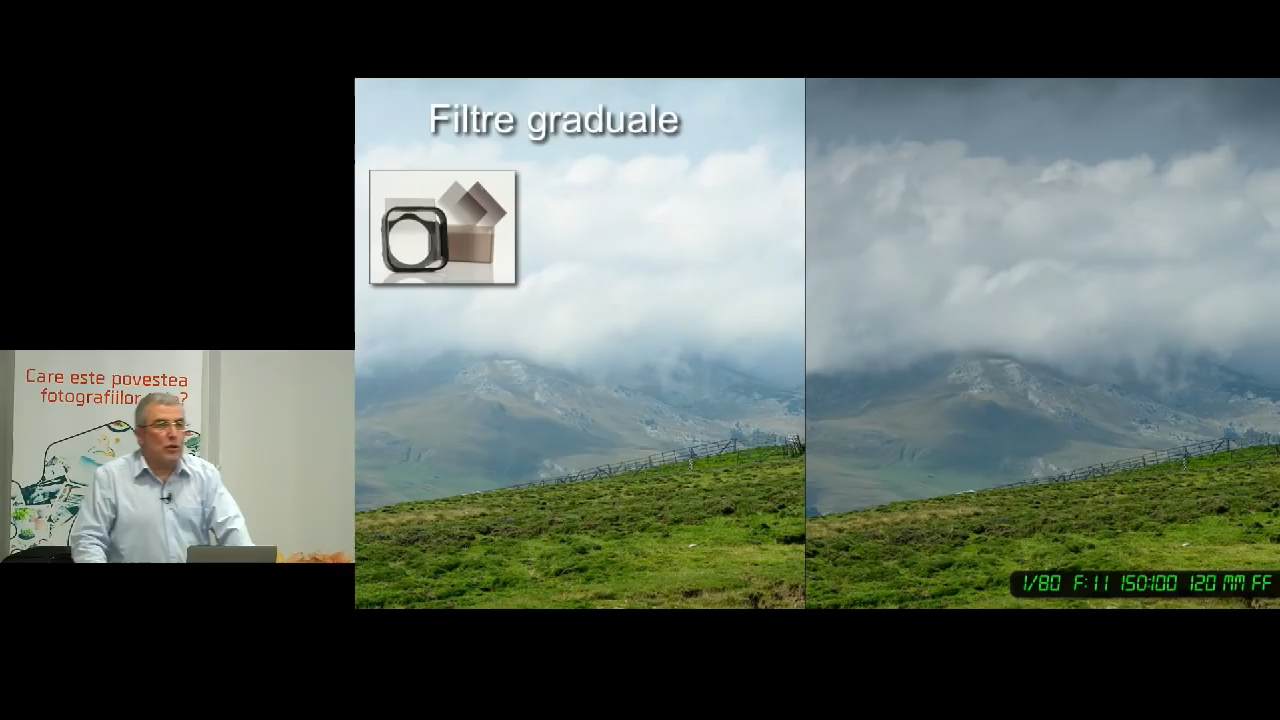 Filtre graduale
Care este povestea
fotografiilor
1/80 F:11 ISO:100 120 MM FF